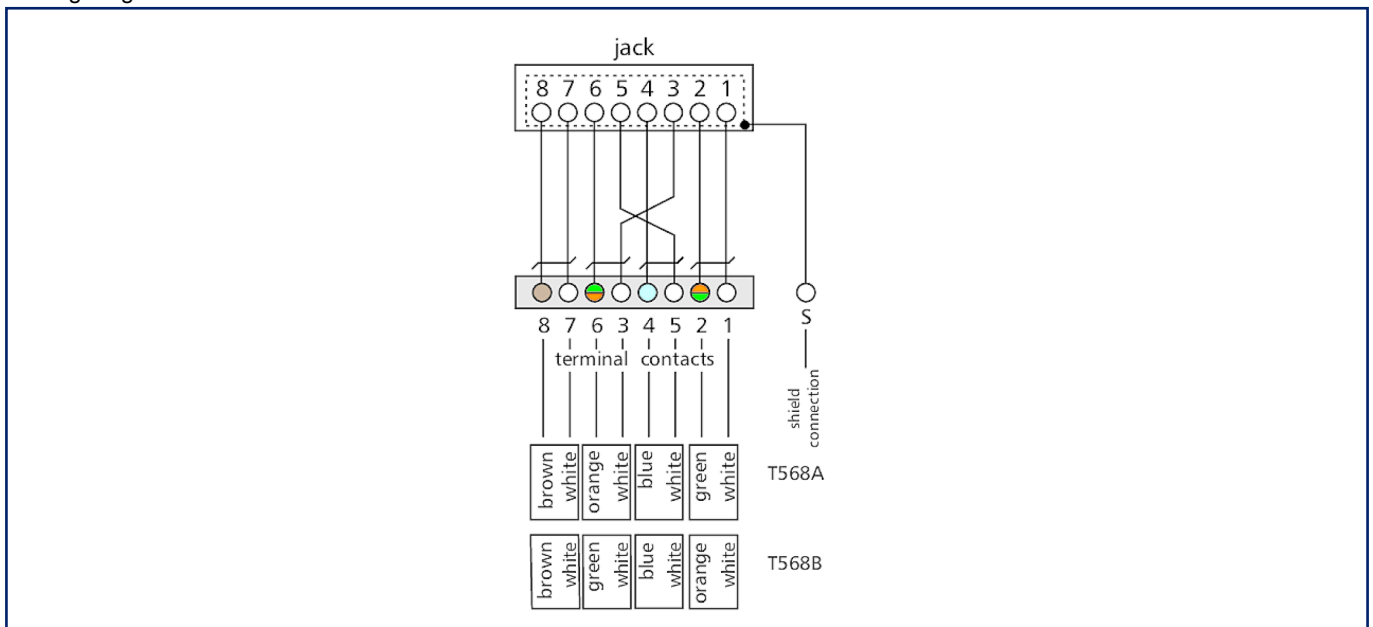 jack
8 7 6 5 4 3 2 1
8 7 6 3 4 5 2 1
S
terminal contacts
shield
connection
brown white orange white blue white green white T568A
brown white green white blue white orange white T568B